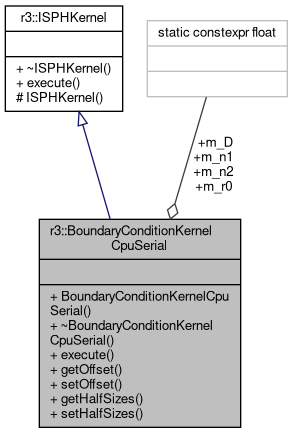 r3::ISPHKernel
+ ~ISPHKernel()
+ execute()
# ISPHKernel()
static constexpr float
+m_D
+m_n1
+m_n2
+m_r0
r3::BoundaryConditionKernel
CpuSerial
+ BoundaryConditionKernelCpu
Serial()
+ ~BoundaryConditionKernel
CpuSerial()
+ execute()
+ getOffset()
+ setOffset()
+ getHalfSizes()
+ setHalfSizes()